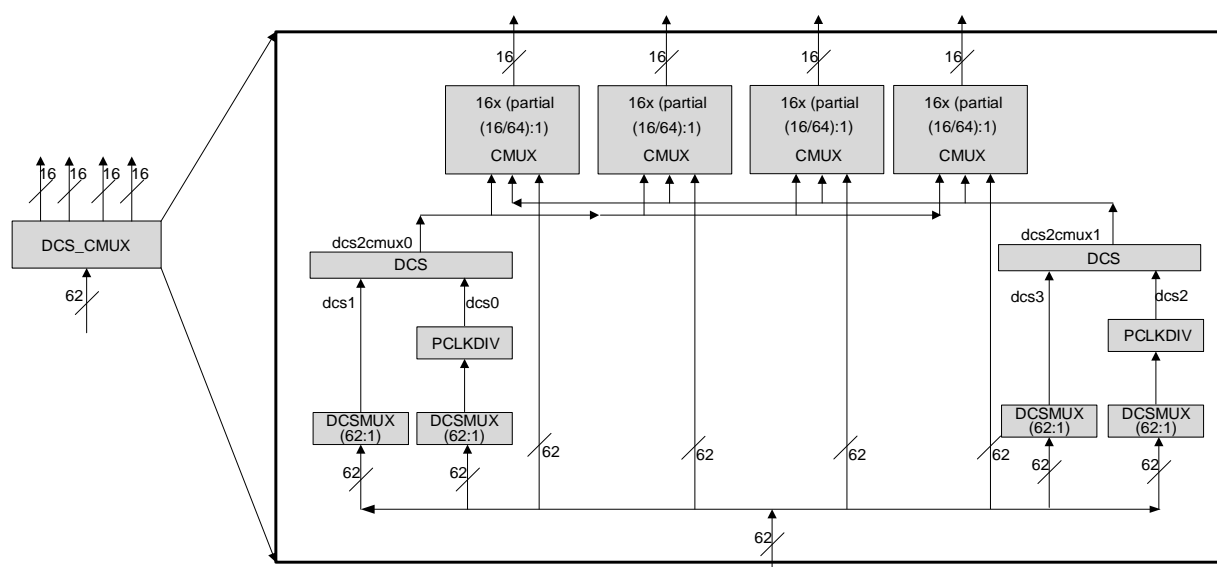 16 16 16 16
16x (partial 16x (partial 16x (partial 16x (partial
(16/64):1) (16/64):1) (16/64):1) (16/64):1)
CMUX CMUX CMUX CMUX
16 16 16 16
DCS_CMUX
62
dcs2cmux0 dcs2cmux1
DCS DCS
dcs1 dcs0 dcs3 dcs2
PCLKDIV PCLKDIV
DCSMUX DCSMUX DCSMUX DCSMUX
(62:1) (62:1) (62:1) (62:1)
62 62 62 62
62 62 62 62
62